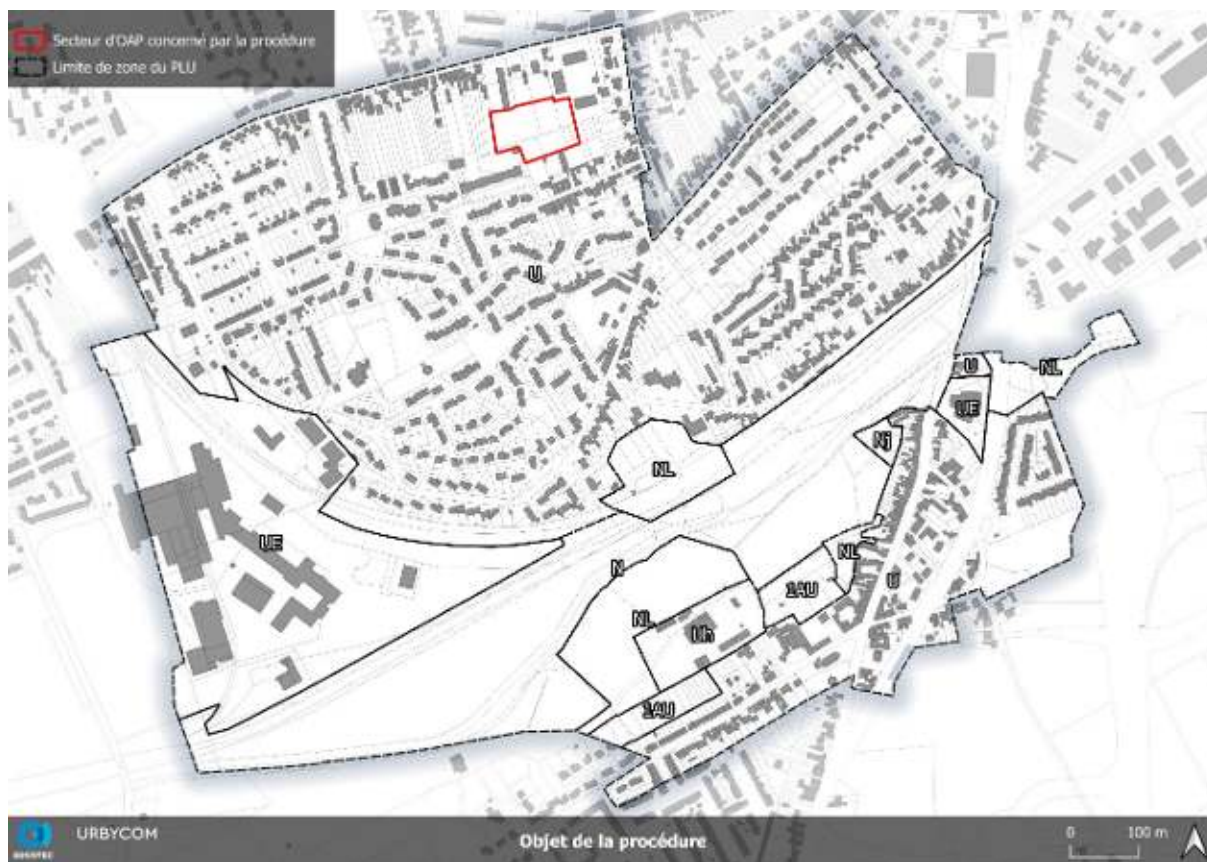 Secteur d'OAP concerné par la procédure
Limite de zone du PLU
U
U
NL
UE
Nj
NL
UE
N
NL
1AU
U
NL
Uh
1AU
URBYCOM
Objet de la procédure
0 100 m